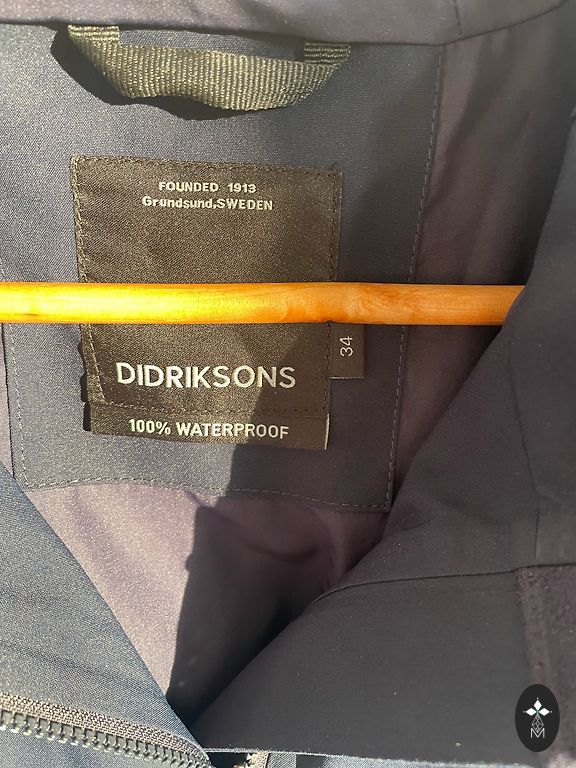 FOUNDED 1913
Grundsund,SWEDEN
34
DIDRIKSONS
100% WATERPROOF